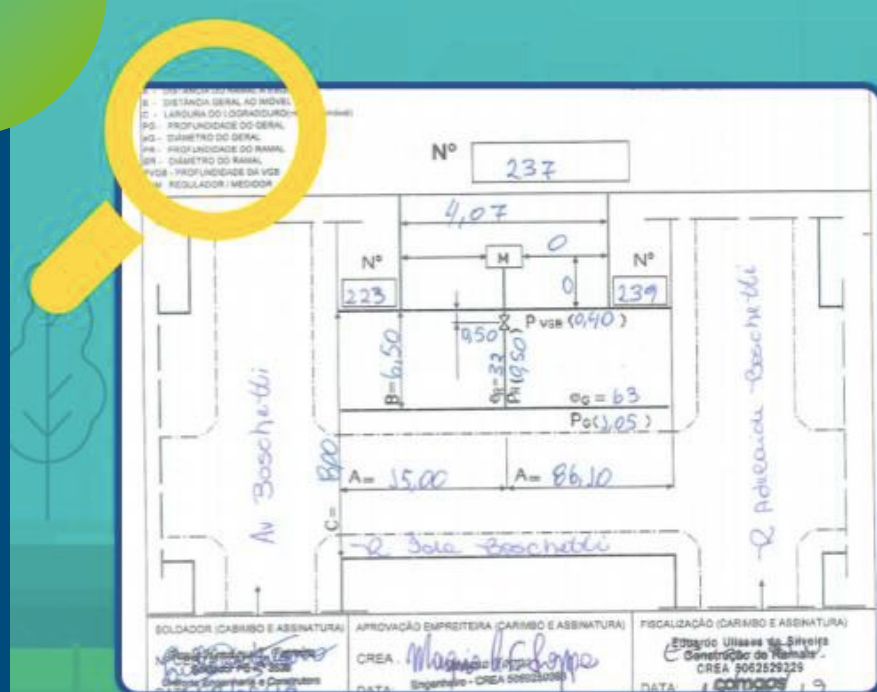 B - DISTÂNCIA GERAL AO IMÓVEL
C - LARGURA DO LOGRADOURO
PG - PROFUNDIDADE DO GERAL
øG - DIÂMETRO DO GERAL
PR - PROFUNDIDADE DO RAMAL
øR - DIÂMETRO DO RAMAL
PVGB - PROFUNDIDADE DA VGB
REGULADOR / MEDIDOR
Nº 237
4,07
M 0
Nº 223
0
Nº 239
0,50
P VGB (0,40)
B= 6,50
øR= 32
PR (0,50)
øG = 63
PG (1,05)
A= 15,00
A= 86,10
C=
Av Boschetti
R Adelaide Boschetti
R Boschetti
SOLDADOR (CARIMBO E ASSINATURA)
APROVAÇÃO EMPREITEIRA (CARIMBO E ASSINATURA)
CREA
Engenheiro - CREA
DATA:
FISCALIZAÇÃO (CARIMBO E ASSINATURA)
Eduardo Ulisses da Silveira
Construção de Ramais
CREA 5062529229
DATA:
comgas